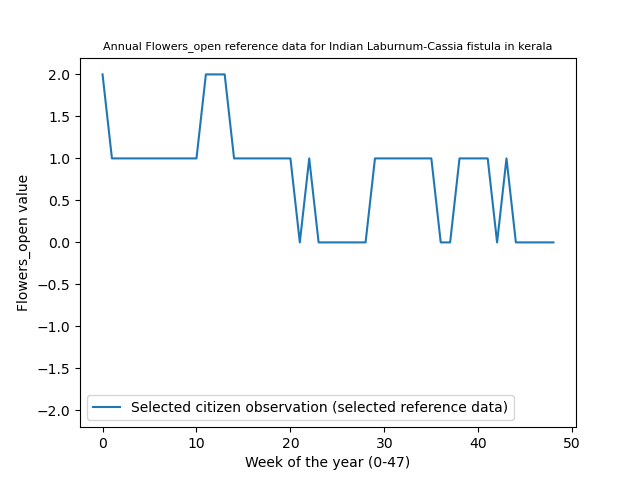 Annual Flowers_open reference data for Indian Laburnum-Cassia fistula in kerala
2.0
1.5
1.0
0.5
0.0
−0.5
−1.0
−1.5
−2.0
Flowers_open value
Selected citizen observation (selected reference data)
0 10 20 30 40 50
Week of the year (0-47)